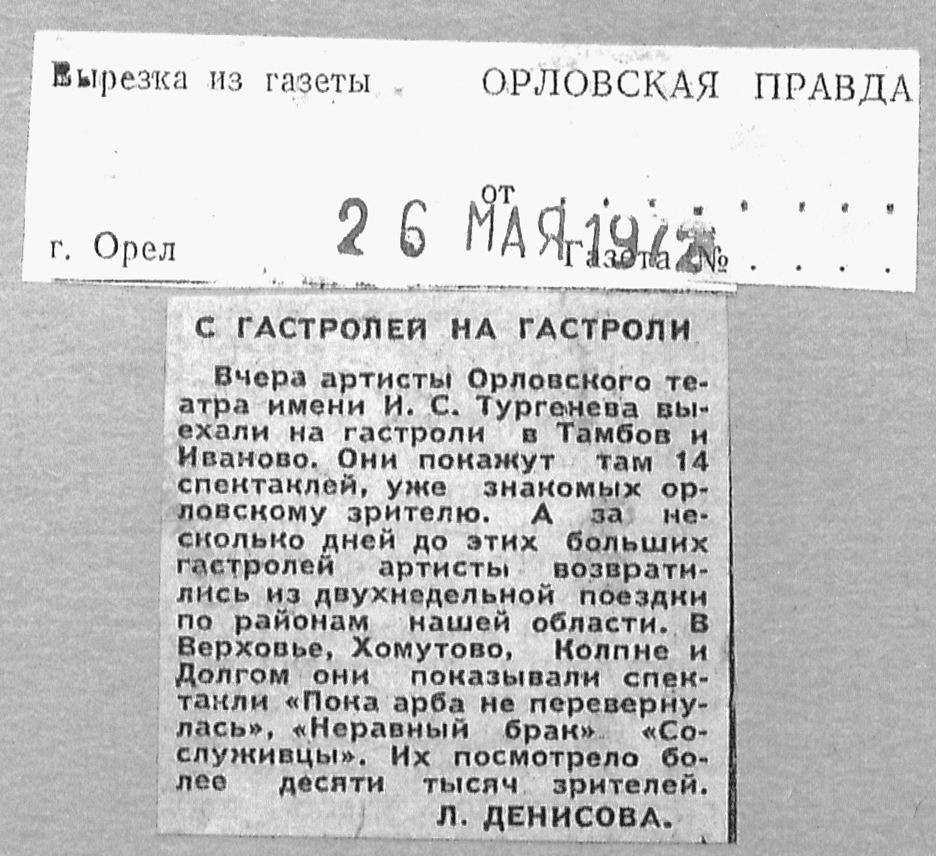 Вырезка из газеты ОРЛОВСКАЯ ПРАВДА
от . . . . . . . .
26 МАЯ
г. Орел Газета № . . . .
С ГАСТРОЛЕЙ НА ГАСТРОЛИ
Вчера артисты Орловского те-
атра имени И. С. Тургенева вы-
ехали на гастроли в Тамбов и
Иваново. Они покажут там 14
спектаклей, уже знакомых ор-
ловскому зрителю. А за не-
сколько дней до этих больших
гастролей артисты возврати-
лись из двухнедельной поездки
по районам нашей области. В
Верховье, Хомутово, Колпне и
Долгом они показывали спек-
такли «Пока арба не переверну-
лась», «Неравный брак» «Со-
служивцы». Их посмотрело бо-
лее десяти тысяч зрителей.
Л. ДЕНИСОВА.